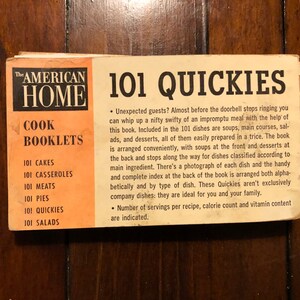 The AMERICAN
HOME
COOK
BOOKLETS
101 CAKES
101 CASSEROLES
101 MEATS
101 PIES
101 QUICKIES
101 SALADS
101 QUICKIES
• Unexpected guests? Almost before the doorbell stops ringing you
can whip up a nifty swifty of an impromptu meal with the help of
this book. Included in the 101 dishes are soups, main courses, sal-
ads, and desserts, all of them easily prepared in a trice. The book
is arranged conveniently, with soups at the front and desserts at
the back and stops along the way for dishes classified according to
main ingredient. There's a photograph of each dish and the handy
and complete index at the back of the book is arranged both alpha-
betically and by type of dish. These Quickies aren't exclusively
company dishes; they are ideal for you and your family.
• Number of servings per recipe, calorie count and vitamin content
are indicated.